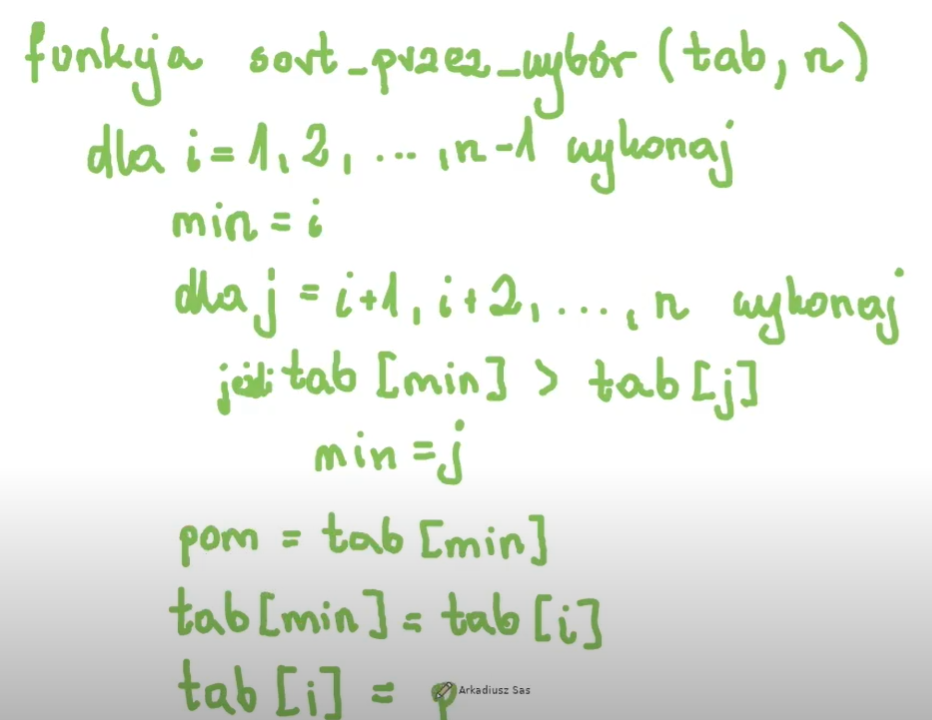 funkcja sort_przez_wybór (tab, n)
dla i = 1, 2, ..., n-1 wykonaj
min = i
dla j = i+1, i+2, ..., n wykonaj
jeśli tab [min] > tab [j]
min = j
pom = tab [min]
tab [min] = tab [i]
tab [i] = p
Arkadiusz Sas